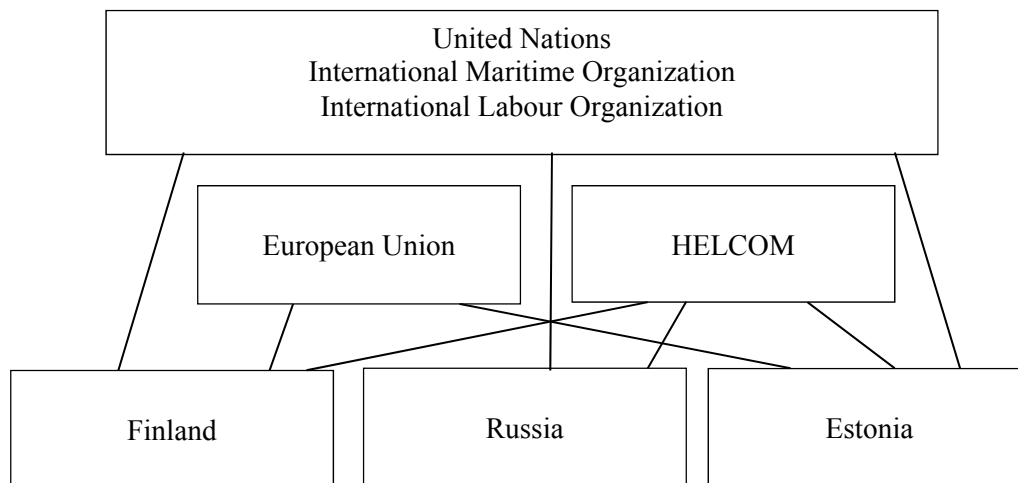 United Nations
International Maritime Organization
International Labour Organization
European Union
HELCOM
Finland
Russia
Estonia